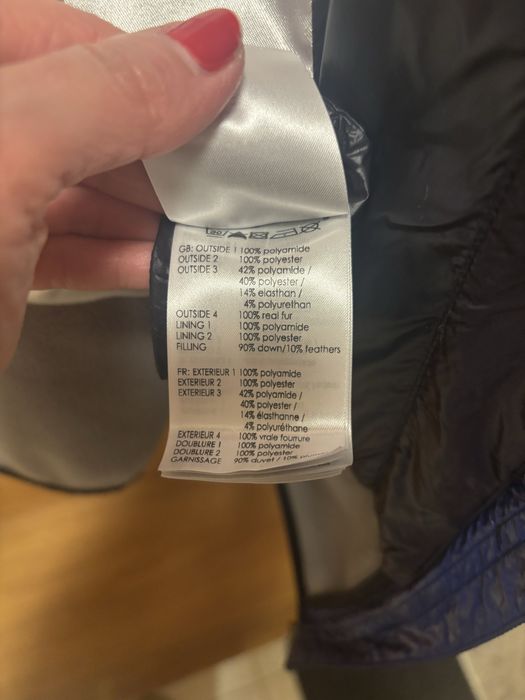 30
GB: OUTSIDE 1 100% polyamide
OUTSIDE 2 100% polyester
OUTSIDE 3 42% polyamide /
40% polyester /
14% elasthan /
4% polyurethan
OUTSIDE 4 100% real fur
LINING 1 100% polyamide
LINING 2 100% polyester
FILLING 90% down/10% feathers
FR: EXTERIEUR 1 100% polyamide
EXTERIEUR 2 100% polyester
EXTERIEUR 3 42% polyamide /
40% polyester /
14% élasthanne /
4% polyuréthane
EXTERIEUR 4 100% vraie fourrure
DOUBLURE 1 100% polyamide
DOUBLURE 2 100% polyester
GARNISSAGE 90% duvet / 10%